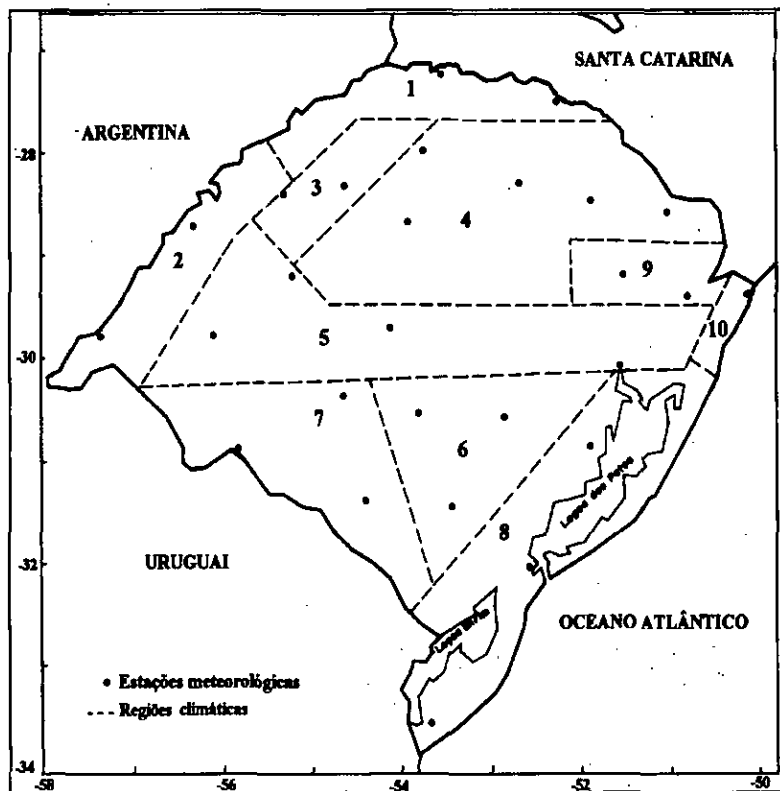 SANTA CATARINA
1
ARGENTINA
-28
3
4
2
9
10
5
-30
7
6
Lagoa dos Patos
8
-32
URUGUAI
OCEANO ATLÂNTICO
Lagoa Mirim
• Estações meteorológicas
--- Regiões climáticas
-34
-58
-56
-54
-52
-50